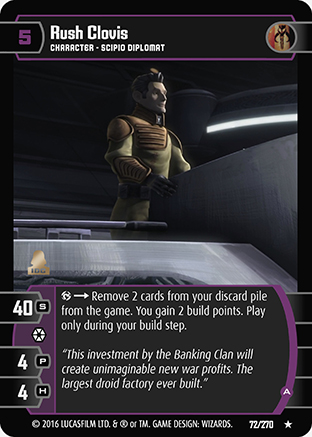 5
Rush Clovis
CHARACTER - SCIPIO DIPLOMAT
IBC
40 S
4 P
4 H
→ Remove 2 cards from your discard pile
from the game. You gain 2 build points. Play
only during your build step.
“This investment by the Banking Clan will
create unimaginable new war profits. The
largest droid factory ever built.”
A
© 2016 LUCASFILM LTD. & ® OR TM. GAME DESIGN: WIZARDS.
72/270 ★